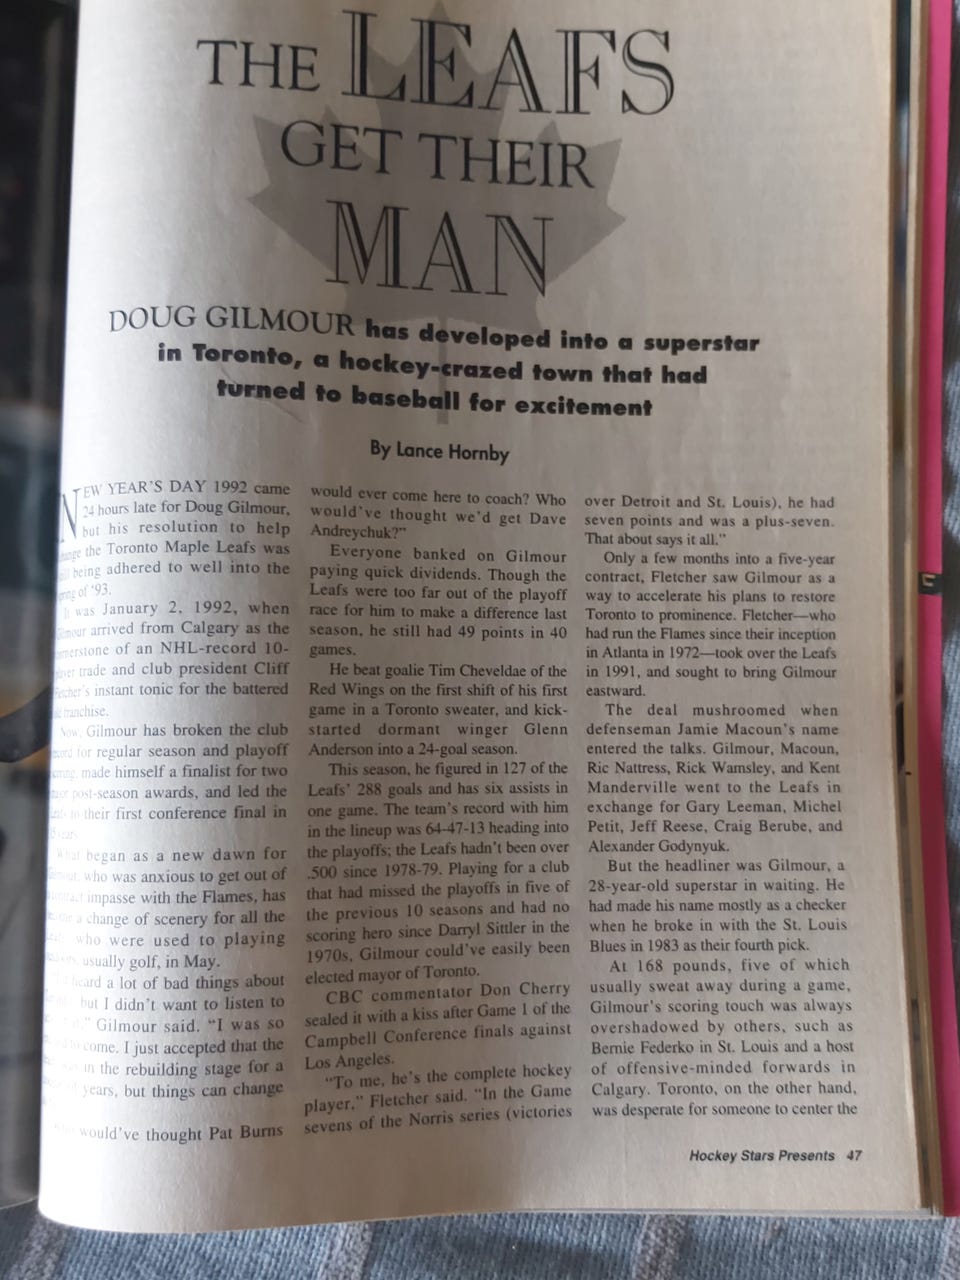 THE LEAFS
GET THEIR
MAN
DOUG GILMOUR has developed into a superstar
in Toronto, a hockey-crazed town that had
turned to baseball for excitement
By Lance Hornby
NEW YEAR'S DAY 1992 came
24 hours late for Doug Gilmour,
but his resolution to help
the Toronto Maple Leafs was
being adhered to well into the
of '93.
It was January 2, 1992, when
Gilmour arrived from Calgary as the
cornerstone of an NHL-record 10-
player trade and club president Cliff
Fletcher's instant tonic for the battered
franchise.
Now, Gilmour has broken the club
record for regular season and playoff
scoring, made himself a finalist for two
post-season awards, and led the
to their first conference final in
years.
What began as a new dawn for
who was anxious to get out of
contract impasse with the Flames, has
a change of scenery for all the
who were used to playing
usually golf, in May.
heard a lot of bad things about
but I didn't want to listen to
Gilmour said. "I was so
to come. I just accepted that the
was in the rebuilding stage for a
years, but things can change
would've thought Pat Burns
would ever come here to coach? Who
would've thought we'd get Dave
Andreychuk?"
Everyone banked on Gilmour
paying quick dividends. Though the
Leafs were too far out of the playoff
race for him to make a difference last
season, he still had 49 points in 40
games.
He beat goalie Tim Cheveldae of the
Red Wings on the first shift of his first
game in a Toronto sweater, and kick-
started dormant winger Glenn
Anderson into a 24-goal season.
This season, he figured in 127 of the
Leafs' 288 goals and has six assists in
one game. The team's record with him
in the lineup was 64-47-13 heading into
the playoffs; the Leafs hadn't been over
.500 since 1978-79. Playing for a club
that had missed the playoffs in five of
the previous 10 seasons and had no
scoring hero since Darryl Sittler in the
1970s, Gilmour could've easily been
elected mayor of Toronto.
CBC commentator Don Cherry
sealed it with a kiss after Game 1 of the
Campbell Conference finals against
Los Angeles.
"To me, he's the complete hockey
player," Fletcher said. "In the Game
sevens of the Norris series (victories
over Detroit and St. Louis), he had
seven points and was a plus-seven.
That about says it all."
Only a few months into a five-year
contract, Fletcher saw Gilmour as a
way to accelerate his plans to restore
Toronto to prominence. Fletcher—who
had run the Flames since their inception
in Atlanta in 1972—took over the Leafs
in 1991, and sought to bring Gilmour
eastward.
The deal mushroomed when
defenseman Jamie Macoun's name
entered the talks. Gilmour, Macoun,
Ric Nattress, Rick Wamsley, and Kent
Manderville went to the Leafs in
exchange for Gary Leeman, Michel
Petit, Jeff Reese, Craig Berube, and
Alexander Godynyuk.
But the headliner was Gilmour, a
28-year-old superstar in waiting. He
had made his name mostly as a checker
when he broke in with the St. Louis
Blues in 1983 as their fourth pick.
At 168 pounds, five of which
usually sweat away during a game,
Gilmour's scoring touch was always
overshadowed by others, such as
Bernie Federko in St. Louis and a host
of offensive-minded forwards in
Calgary. Toronto, on the other hand,
was desperate for someone to center the
Hockey Stars Presents 47